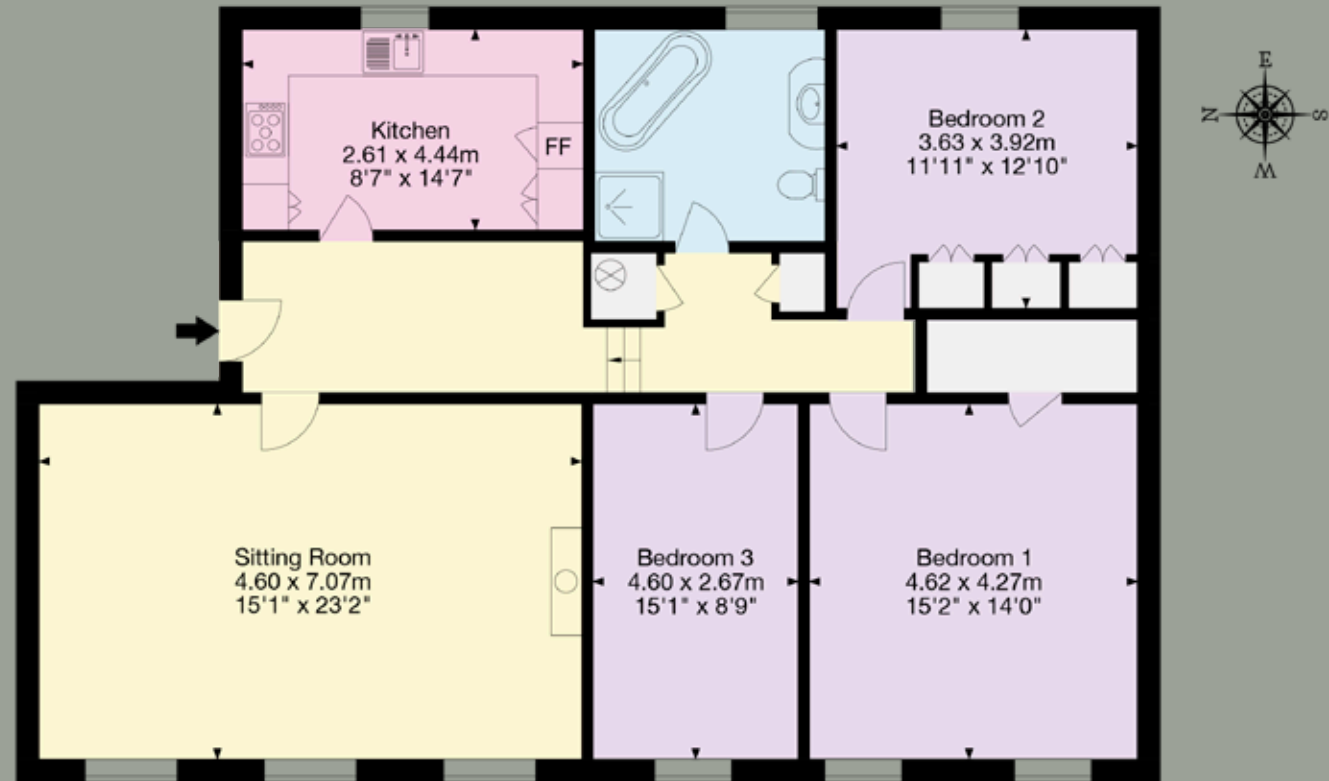 Kitchen
2.61 x 4.44m
8'7" x 14'7"
FF
Bedroom 2
3.63 x 3.92m
11'11" x 12'10"
E
N
S
W
Sitting Room
4.60 x 7.07m
15'1" x 23'2"
Bedroom 3
4.60 x 2.67m
15'1" x 8'9"
Bedroom 1
4.62 x 4.27m
15'2" x 14'0"